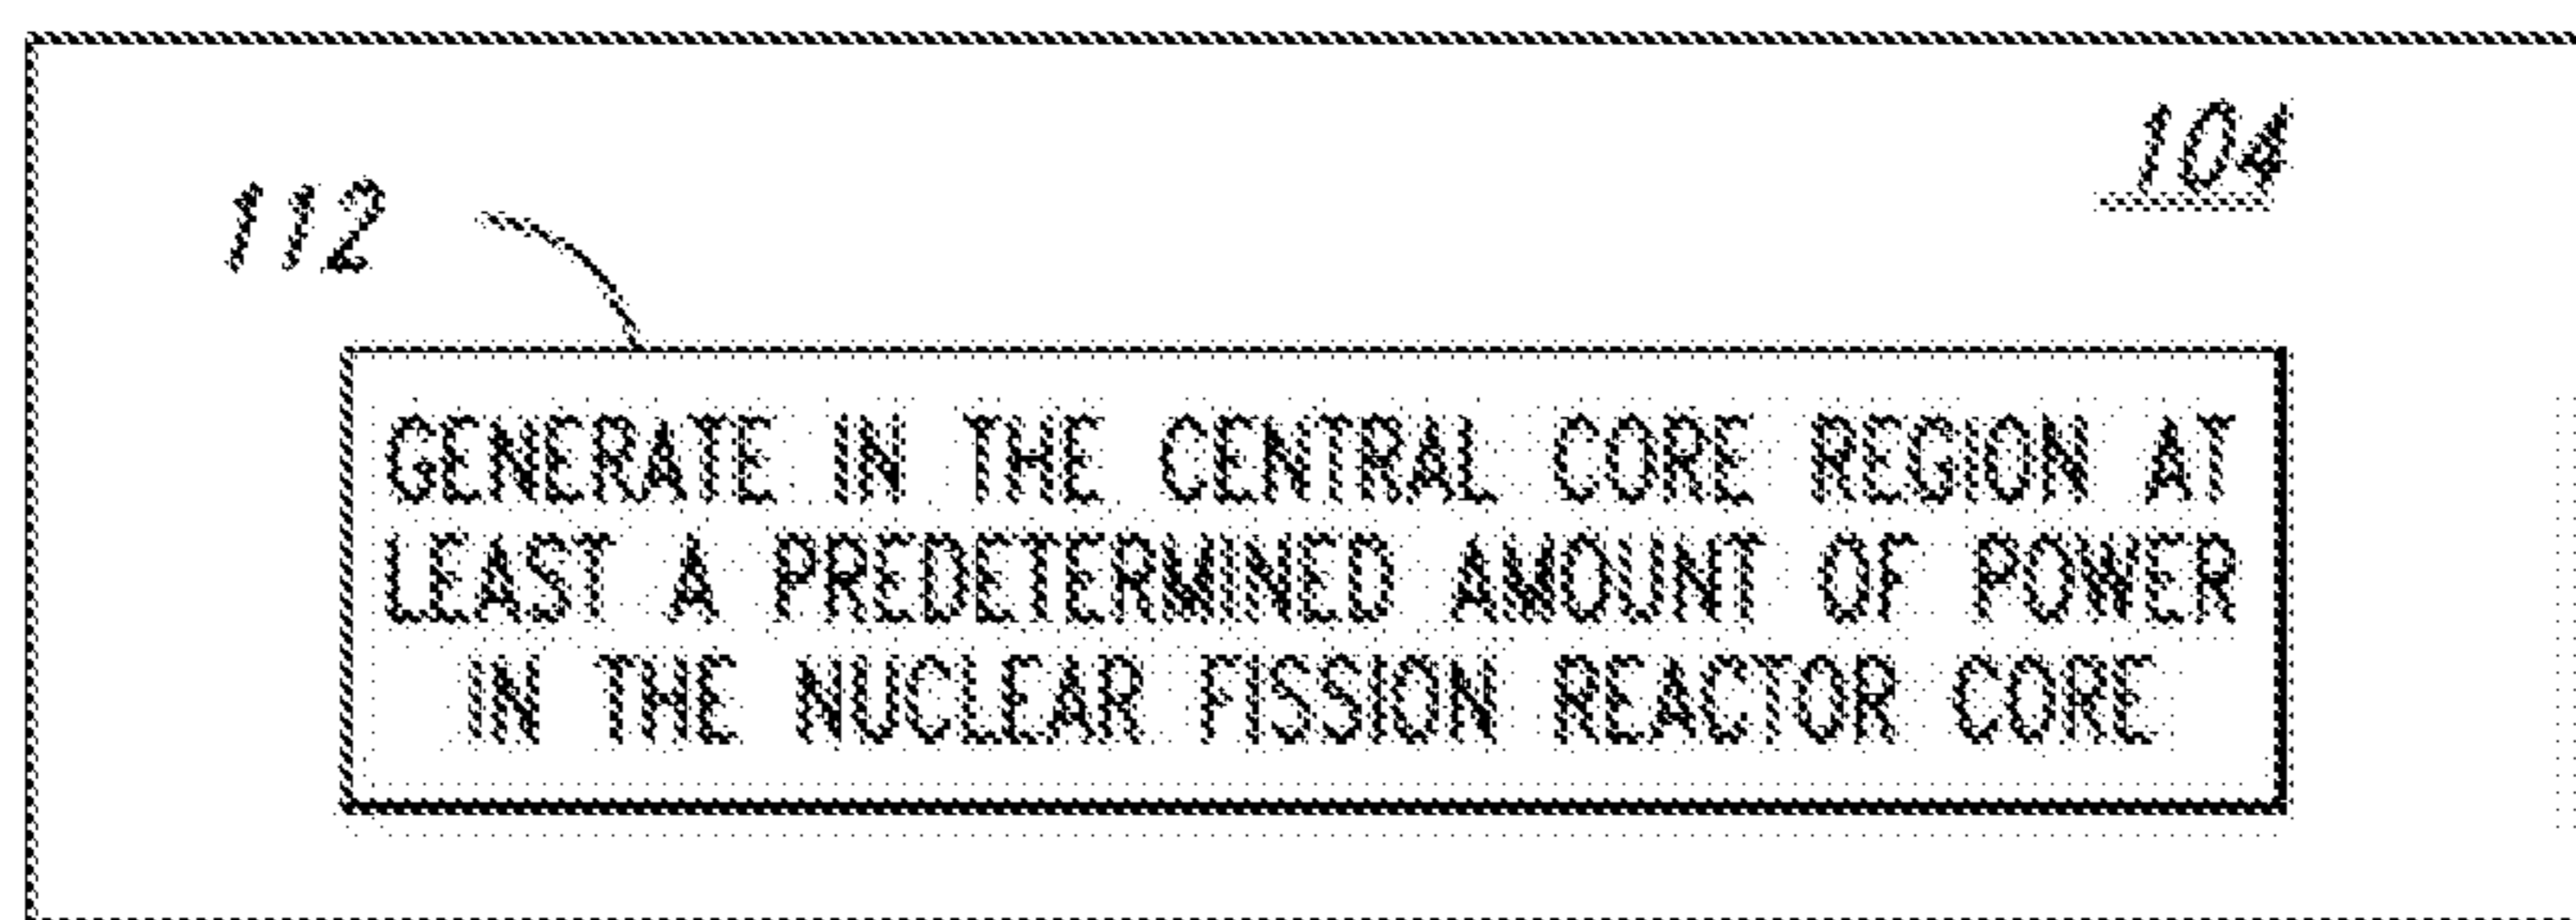 104
112
GENERATE IN THE CENTRAL CORE REGION AT
LEAST A PREDETERMINED AMOUNT OF POWER
IN THE NUCLEAR FISSION REACTOR CORE